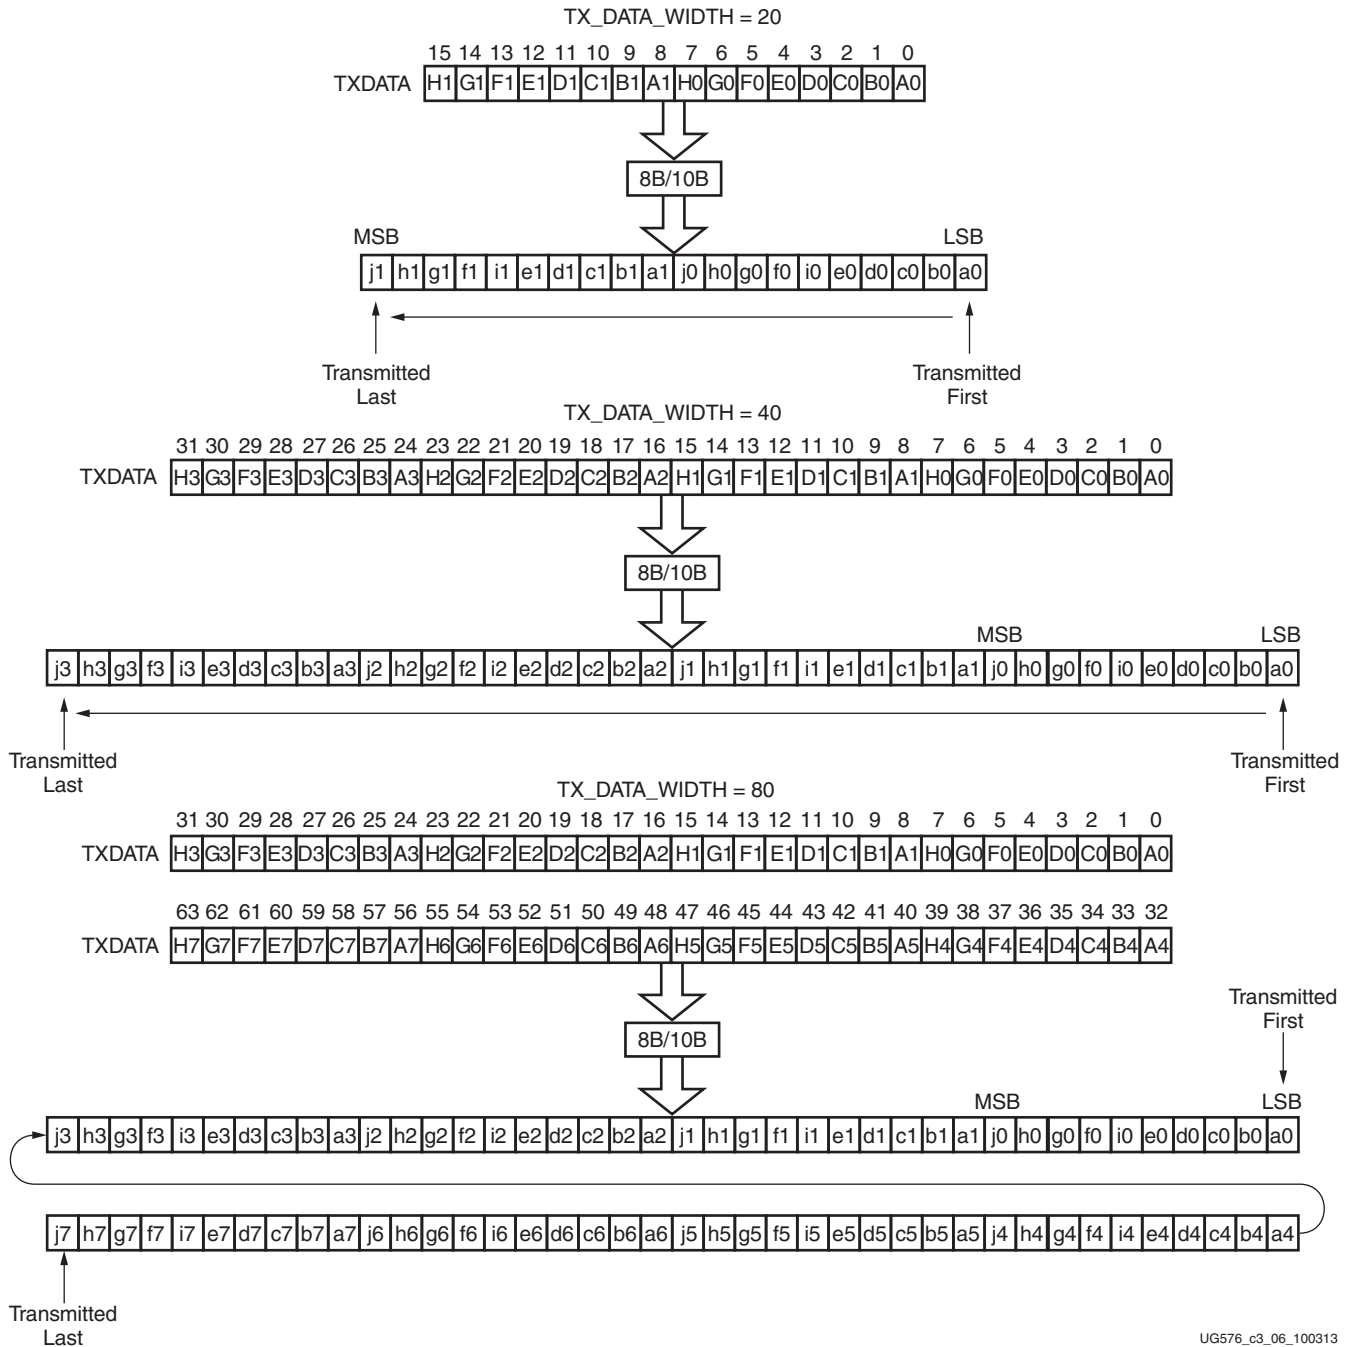 TX_DATA_WIDTH = 20
15 14 13 12 11 10 9 8 7 6 5 4 3 2 1 0
TXDATA H1 G1 F1 E1 D1 C1 B1 A1 H0 G0 F0 E0 D0 C0 B0 A0
8B/10B
MSB LSB
j1 h1 g1 f1 i1 e1 d1 c1 b1 a1 j0 h0 g0 f0 i0 e0 d0 c0 b0 a0
Transmitted Transmitted
Last First
TX_DATA_WIDTH = 40
31 30 29 28 27 26 25 24 23 22 21 20 19 18 17 16 15 14 13 12 11 10 9 8 7 6 5 4 3 2 1 0
TXDATA H3 G3 F3 E3 D3 C3 B3 A3 H2 G2 F2 E2 D2 C2 B2 A2 H1 G1 F1 E1 D1 C1 B1 A1 H0 G0 F0 E0 D0 C0 B0 A0
8B/10B
MSB LSB
j3 h3 g3 f3 i3 e3 d3 c3 b3 a3 j2 h2 g2 f2 i2 e2 d2 c2 b2 a2 j1 h1 g1 f1 i1 e1 d1 c1 b1 a1 j0 h0 g0 f0 i0 e0 d0 c0 b0 a0
Transmitted Transmitted
Last First
TX_DATA_WIDTH = 80
31 30 29 28 27 26 25 24 23 22 21 20 19 18 17 16 15 14 13 12 11 10 9 8 7 6 5 4 3 2 1 0
TXDATA H3 G3 F3 E3 D3 C3 B3 A3 H2 G2 F2 E2 D2 C2 B2 A2 H1 G1 F1 E1 D1 C1 B1 A1 H0 G0 F0 E0 D0 C0 B0 A0
63 62 61 60 59 58 57 56 55 54 53 52 51 50 49 48 47 46 45 44 43 42 41 40 39 38 37 36 35 34 33 32
TXDATA H7 G7 F7 E7 D7 C7 B7 A7 H6 G6 F6 E6 D6 C6 B6 A6 H5 G5 F5 E5 D5 C5 B5 A5 H4 G4 F4 E4 D4 C4 B4 A4
Transmitted
First
8B/10B
MSB LSB
j3 h3 g3 f3 i3 e3 d3 c3 b3 a3 j2 h2 g2 f2 i2 e2 d2 c2 b2 a2 j1 h1 g1 f1 i1 e1 d1 c1 b1 a1 j0 h0 g0 f0 i0 e0 d0 c0 b0 a0
j7 h7 g7 f7 i7 e7 d7 c7 b7 a7 j6 h6 g6 f6 i6 e6 d6 c6 b6 a6 j5 h5 g5 f5 i5 e5 d5 c5 b5 a5 j4 h4 g4 f4 i4 e4 d4 c4 b4 a4
Transmitted
Last
UG576_c3_06_100313